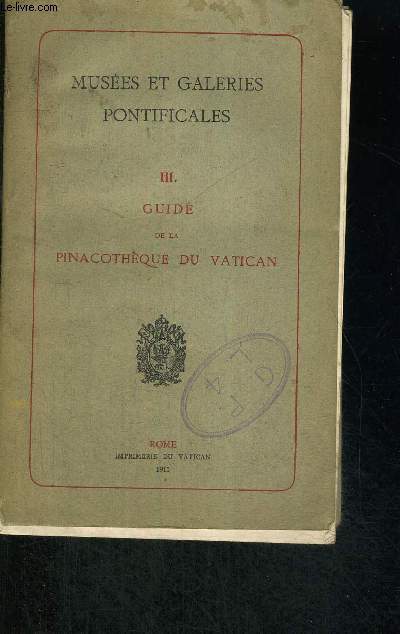 © le-livre.com
MUSÉES ET GALERIES
PONTIFICALES
III.
GUIDE
DE LA
PINACOTHÈQUE DU VATICAN
ROME
IMPRIMERIE DU VATICAN